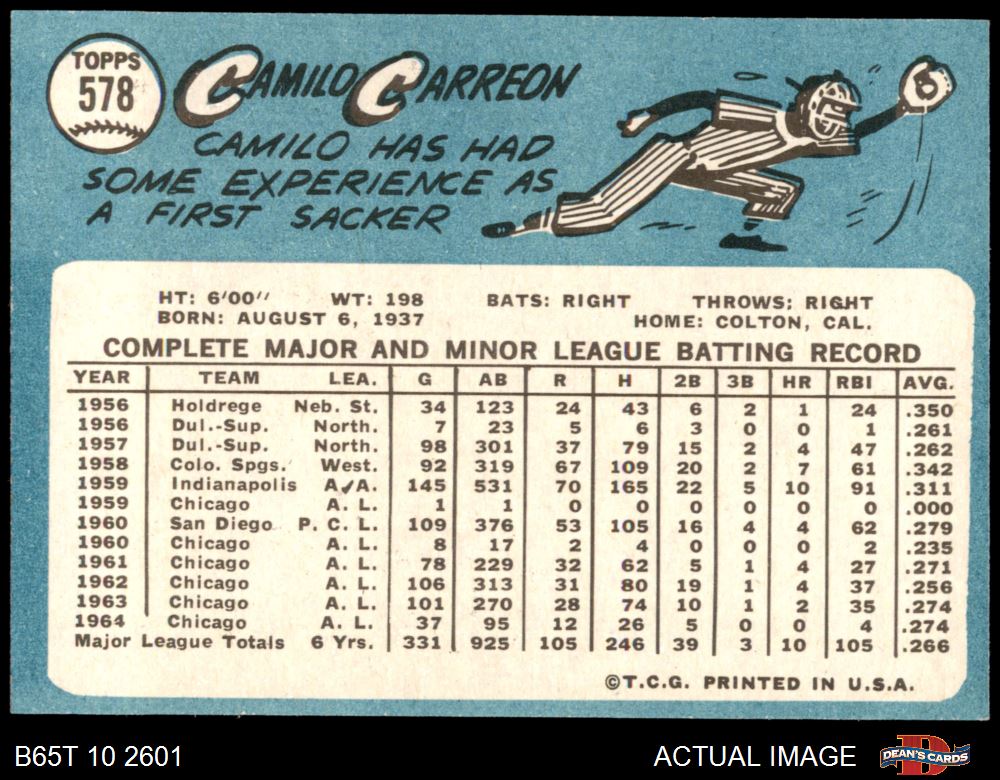 TOPPS
578
CAMILO CARREON
CAMILO HAS HAD
SOME EXPERIENCE AS
A FIRST SACKER
HT: 6'00" WT: 198 BATS: RIGHT THROWS: RIGHT
BORN: AUGUST 6, 1937 HOME: COLTON, CAL.
COMPLETE MAJOR AND MINOR LEAGUE BATTING RECORD
YEAR TEAM LEA. G AB R H 2B 3B HR RBI AVG.
1956 Holdrege Neb. St. 34 123 24 43 6 2 1 24 .350
1956 Dul.-Sup. North. 7 23 5 6 3 0 0 1 .261
1957 Dul.-Sup. North. 98 301 37 79 15 2 4 47 .262
1958 Colo. Spgs. West. 92 319 67 109 20 2 7 61 .342
1959 Indianapolis A.A. 145 531 70 165 22 5 10 91 .311
1959 Chicago A. L. 1 1 0 0 0 0 0 0 .000
1960 San Diego P. C. L. 109 376 53 105 16 4 4 62 .279
1960 Chicago A. L. 8 17 2 4 0 0 0 2 .235
1961 Chicago A. L. 78 229 32 62 5 1 4 27 .271
1962 Chicago A. L. 106 313 31 80 19 1 4 37 .256
1963 Chicago A. L. 101 270 28 74 10 1 2 35 .274
1964 Chicago A. L. 37 95 12 26 5 0 0 4 .274
Major League Totals 6 Yrs. 331 925 105 246 39 3 10 105 .266
©T.C.G. PRINTED IN U.S.A.
B65T 10 2601 ACTUAL IMAGE DEAN'S CARDS